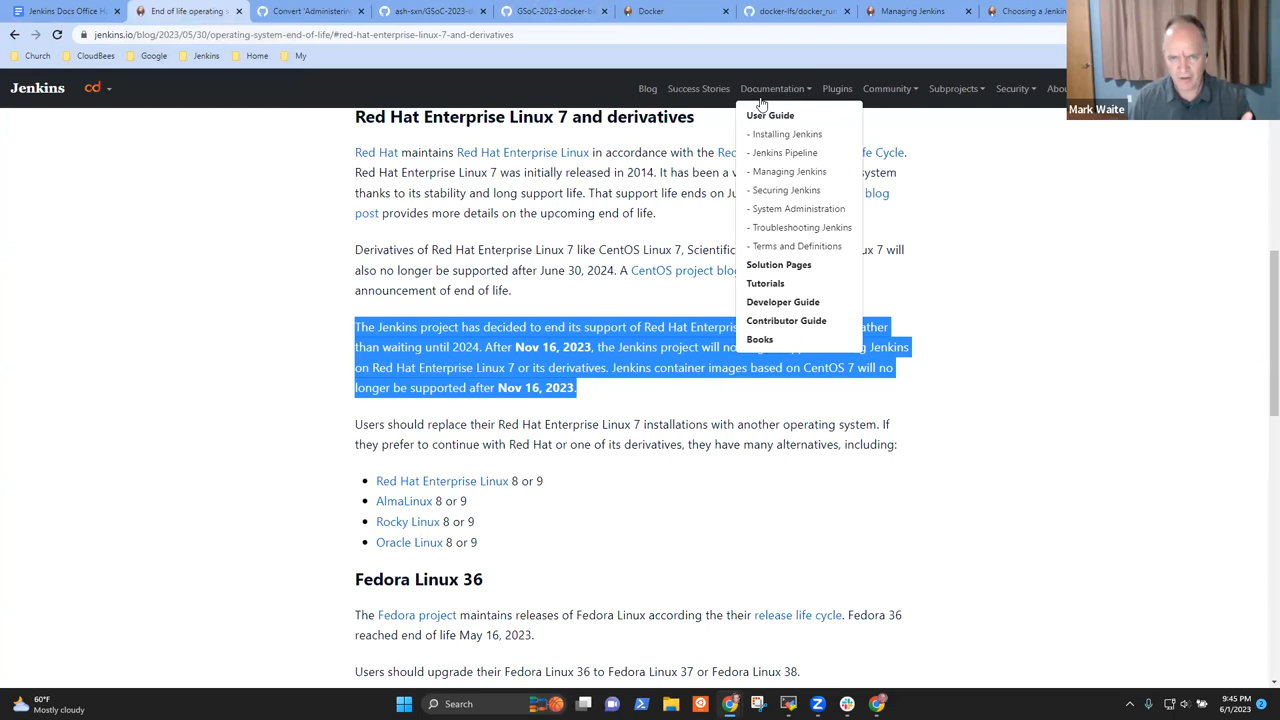 Jenkins Docs Office H
End of life operating s
Convert 'Administerin
ash-sxn/GSoC-2023-d
GSoC-2023-docker-b
Docker
docker-lfs/docker_run
Managing Jenkins
Choosing a Jenkin
jenkins.io/blog/2023/05/30/operating-system-end-of-life/#red-hat-enterprise-linux-7-and-derivatives
Church CloudBees Google Jenkins Home My
Mark Waite
Jenkins cd Blog Success Stories Documentation Plugins Community Subprojects Security Abou
User Guide
- Installing Jenkins
- Jenkins Pipeline
- Managing Jenkins
- Securing Jenkins
- System Administration
- Troubleshooting Jenkins
- Terms and Definitions
Solution Pages
Tutorials
Developer Guide
Contributor Guide
Books
Red Hat Enterprise Linux 7 and derivatives
Red Hat maintains Red Hat Enterprise Linux in accordance with the Re fe Cycle.
Red Hat Enterprise Linux 7 was initially released in 2014. It has been a v system
thanks to its stability and long support life. That support life ends on Ju blog
post provides more details on the upcoming end of life.
Derivatives of Red Hat Enterprise Linux 7 like CentOS Linux 7, Scientifi ux 7 will
also no longer be supported after June 30, 2024. A CentOS project blog
announcement of end of life.
The Jenkins project has decided to end its support of Red Hat Enterpris ather
than waiting until 2024. After Nov 16, 2023, the Jenkins project will no Jenkins
on Red Hat Enterprise Linux 7 or its derivatives. Jenkins container images based on CentOS 7 will no
longer be supported after Nov 16, 2023.
Users should replace their Red Hat Enterprise Linux 7 installations with another operating system. If
they prefer to continue with Red Hat or one of its derivatives, they have many alternatives, including:
Red Hat Enterprise Linux 8 or 9
AlmaLinux 8 or 9
Rocky Linux 8 or 9
Oracle Linux 8 or 9
Fedora Linux 36
The Fedora project maintains releases of Fedora Linux according the their release life cycle. Fedora 36
reached end of life May 16, 2023.
Users should upgrade their Fedora Linux 36 to Fedora Linux 37 or Fedora Linux 38.
60°F
Mostly cloudy
Search
9:45 PM
6/1/2023
2